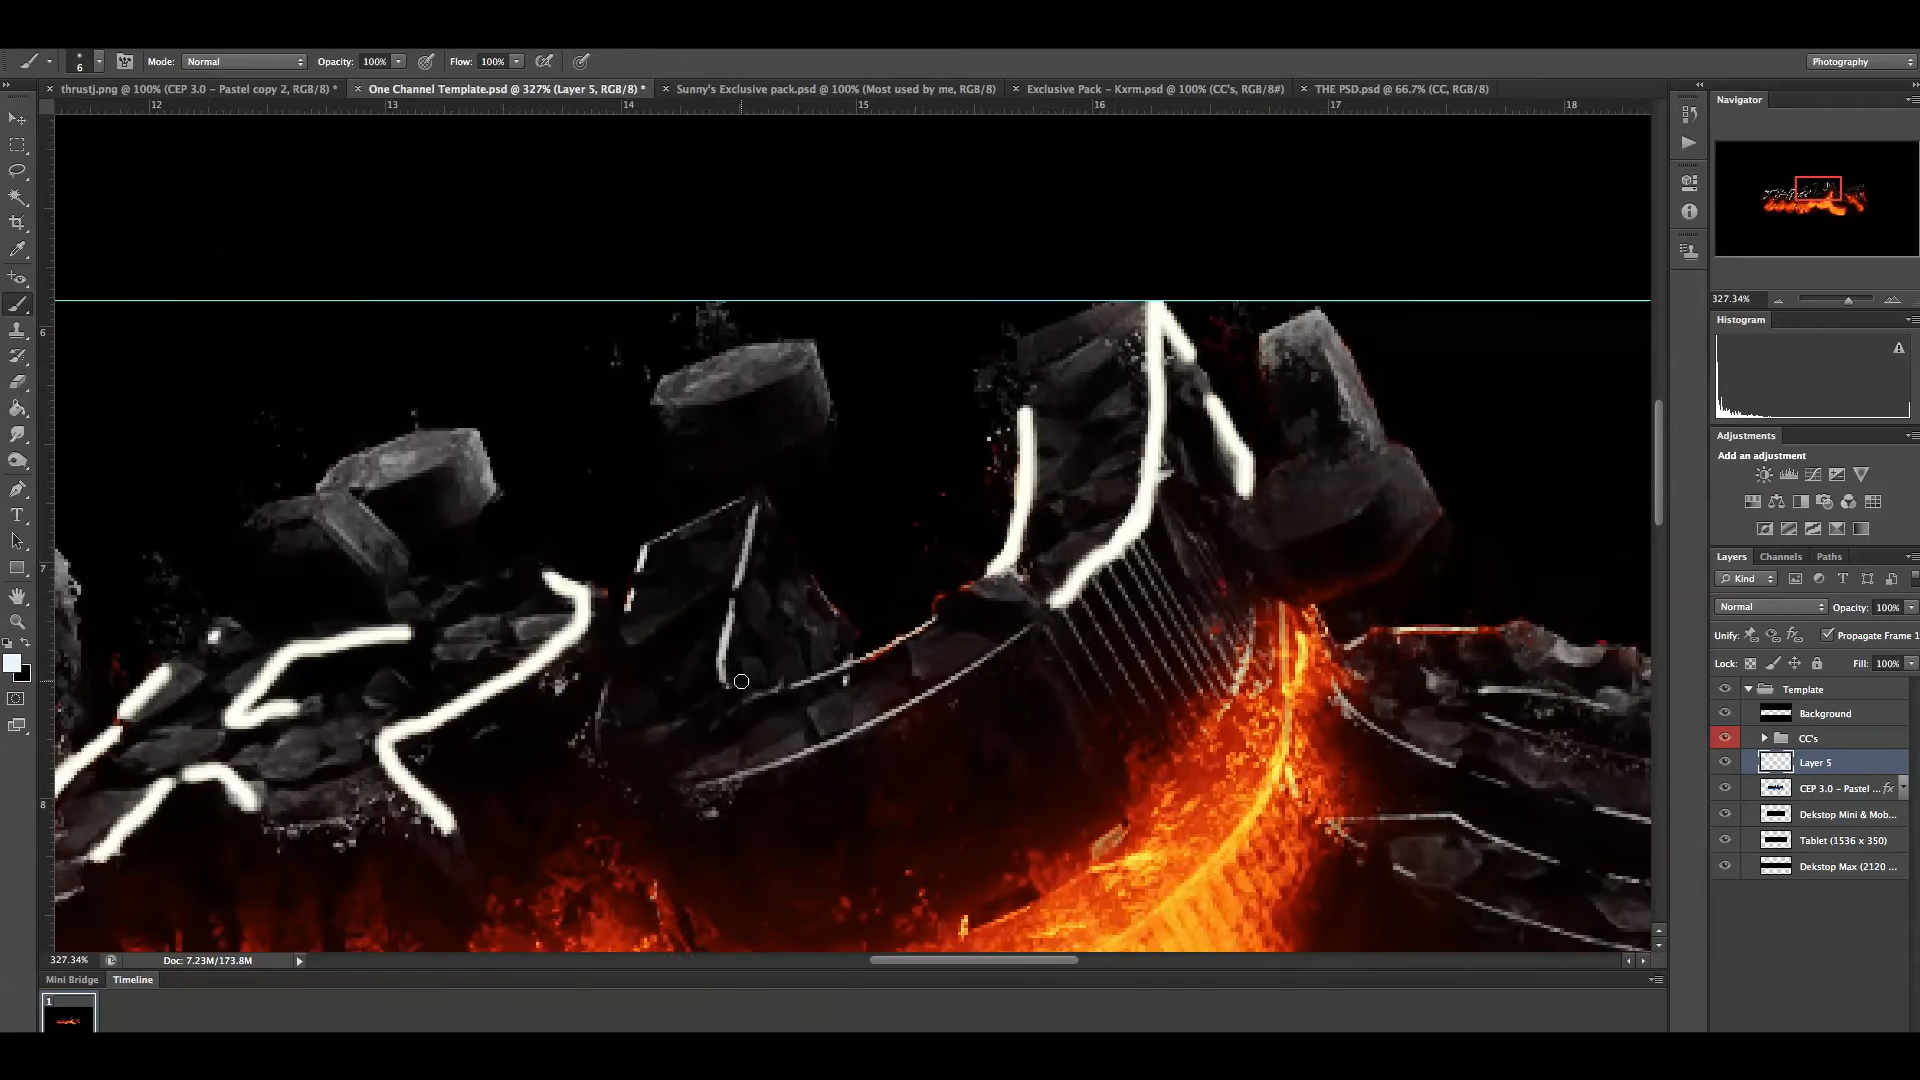 6 Mode: Normal Opacity: 100% Flow: 100% Photography
thrustj.png @ 100% (CEP 3.0 - Pastel copy 2, RGB/8) * One Channel Template.psd @ 327% (Layer 5, RGB/8) * Sunny's Exclusive pack.psd @ 100% (Most used by me, RGB/8) Exclusive Pack - Kxrm.psd @ 100% (CC's, RGB/8#) THE PSD.psd @ 66.7% (CC, RGB/8)
12 13 14 15 16 17 18
6
7
8
Navigator
327.34%
Histogram
Adjustments
Add an adjustment
Layers Channels Paths
Kind
Normal Opacity: 100%
Unify: Propagate Frame 1
Lock: Fill: 100%
Template
Background
CC's
Layer 5
CEP 3.0 - Pastel ... fx
Dekstop Mini & Mob...
Tablet (1536 x 350)
Dekstop Max (2120 ...
327.34% Doc: 7.23M/173.8M
Mini Bridge Timeline
1